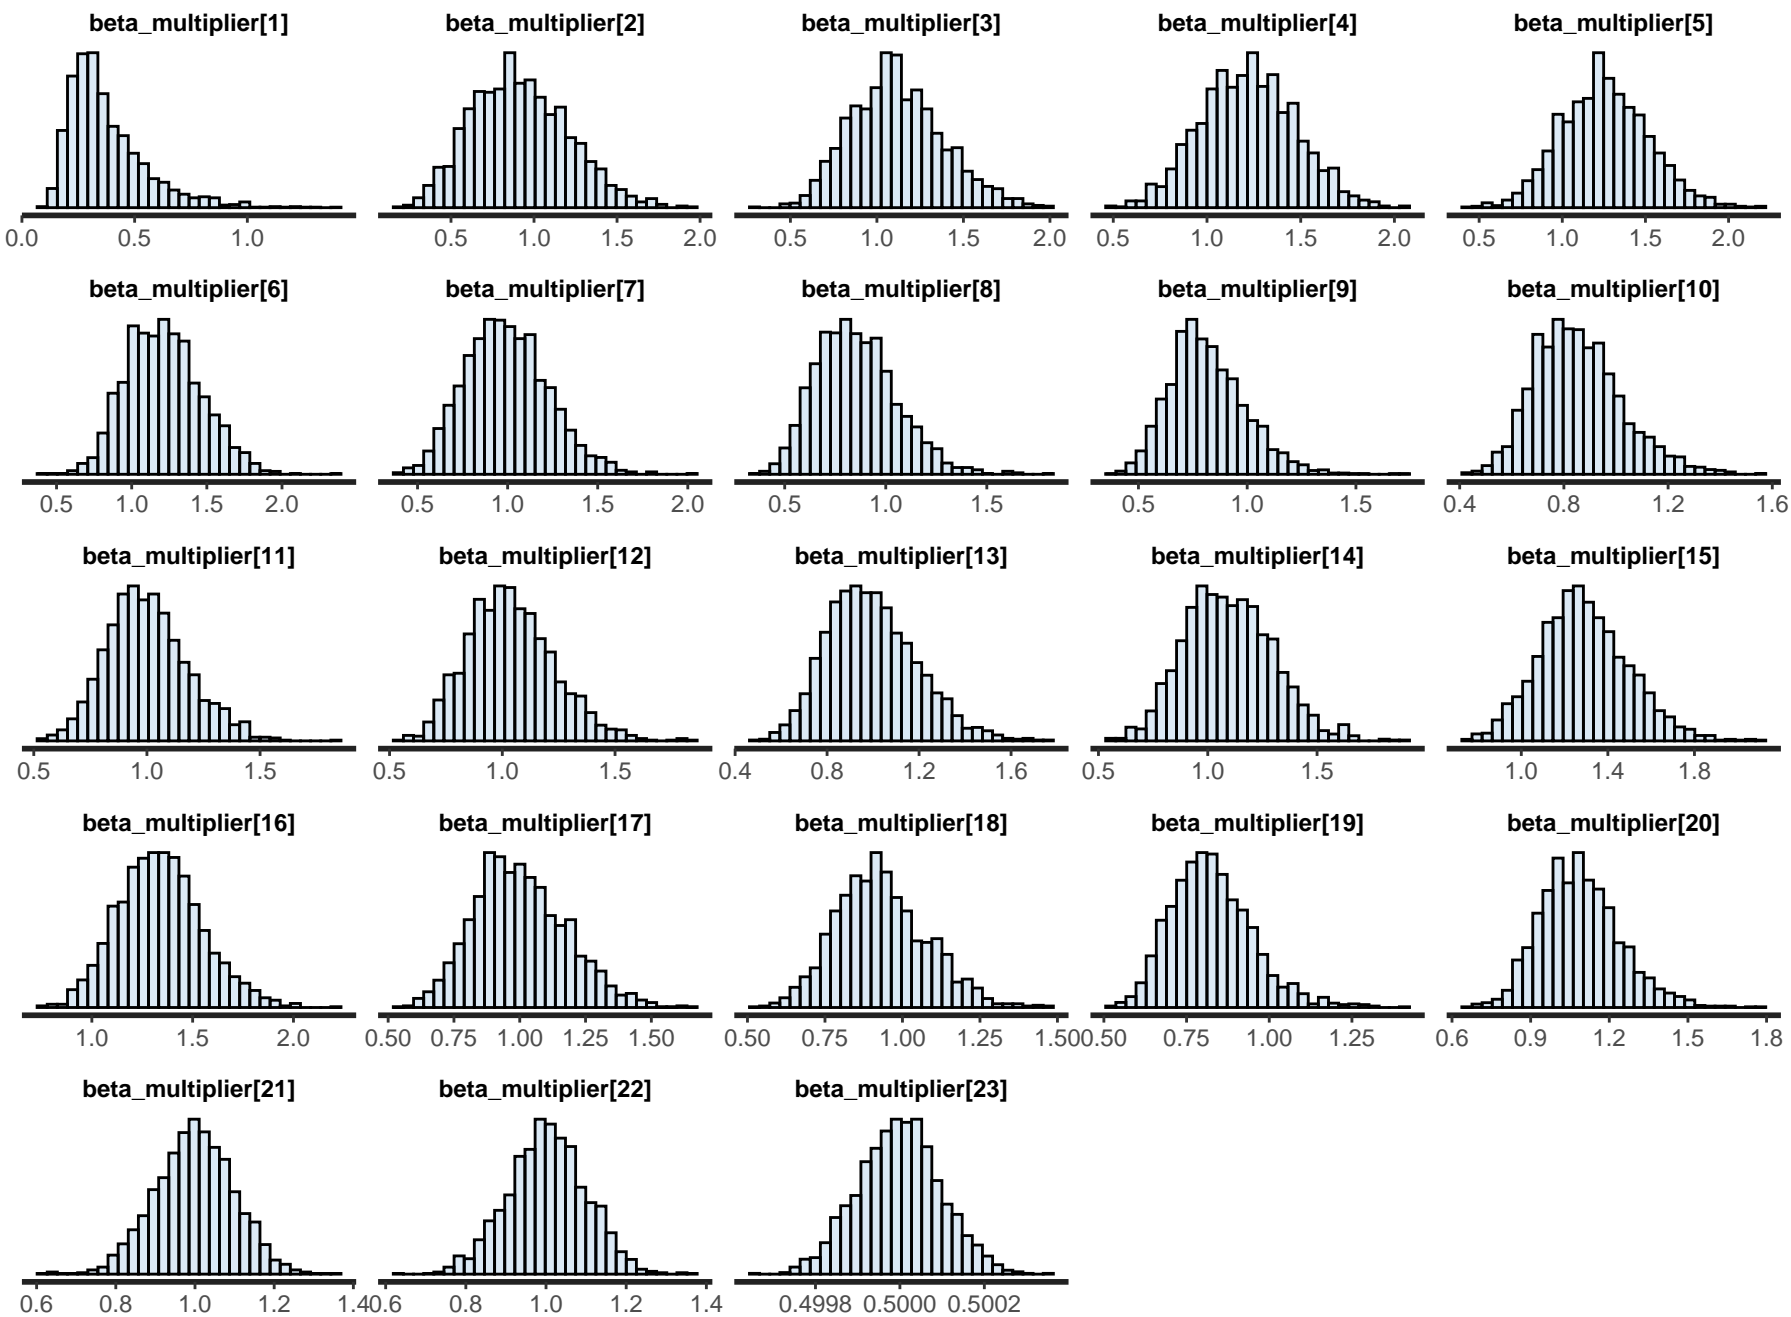 beta_multiplier[1] beta_multiplier[2] beta_multiplier[3] beta_multiplier[4] beta_multiplier[5]
0.0 0.5 1.0 0.5 1.0 1.5 2.0 0.5 1.0 1.5 2.0 0.5 1.0 1.5 2.0 0.5 1.0 1.5 2.0
beta_multiplier[6] beta_multiplier[7] beta_multiplier[8] beta_multiplier[9] beta_multiplier[10]
0.5 1.0 1.5 2.0 0.5 1.0 1.5 2.0 0.5 1.0 1.5 0.5 1.0 1.5 0.4 0.8 1.2 1.6
beta_multiplier[11] beta_multiplier[12] beta_multiplier[13] beta_multiplier[14] beta_multiplier[15]
0.5 1.0 1.5 0.5 1.0 1.5 0.4 0.8 1.2 1.6 0.5 1.0 1.5 1.0 1.4 1.8
beta_multiplier[16] beta_multiplier[17] beta_multiplier[18] beta_multiplier[19] beta_multiplier[20]
1.0 1.5 2.0 0.50 0.75 1.00 1.25 1.50 0.50 0.75 1.00 1.25 1.50 0.50 0.75 1.00 1.25 0.6 0.9 1.2 1.5 1.8
beta_multiplier[21] beta_multiplier[22] beta_multiplier[23]
0.6 0.8 1.0 1.2 1.4 0.6 0.8 1.0 1.2 1.4 0.4998 0.5000 0.5002